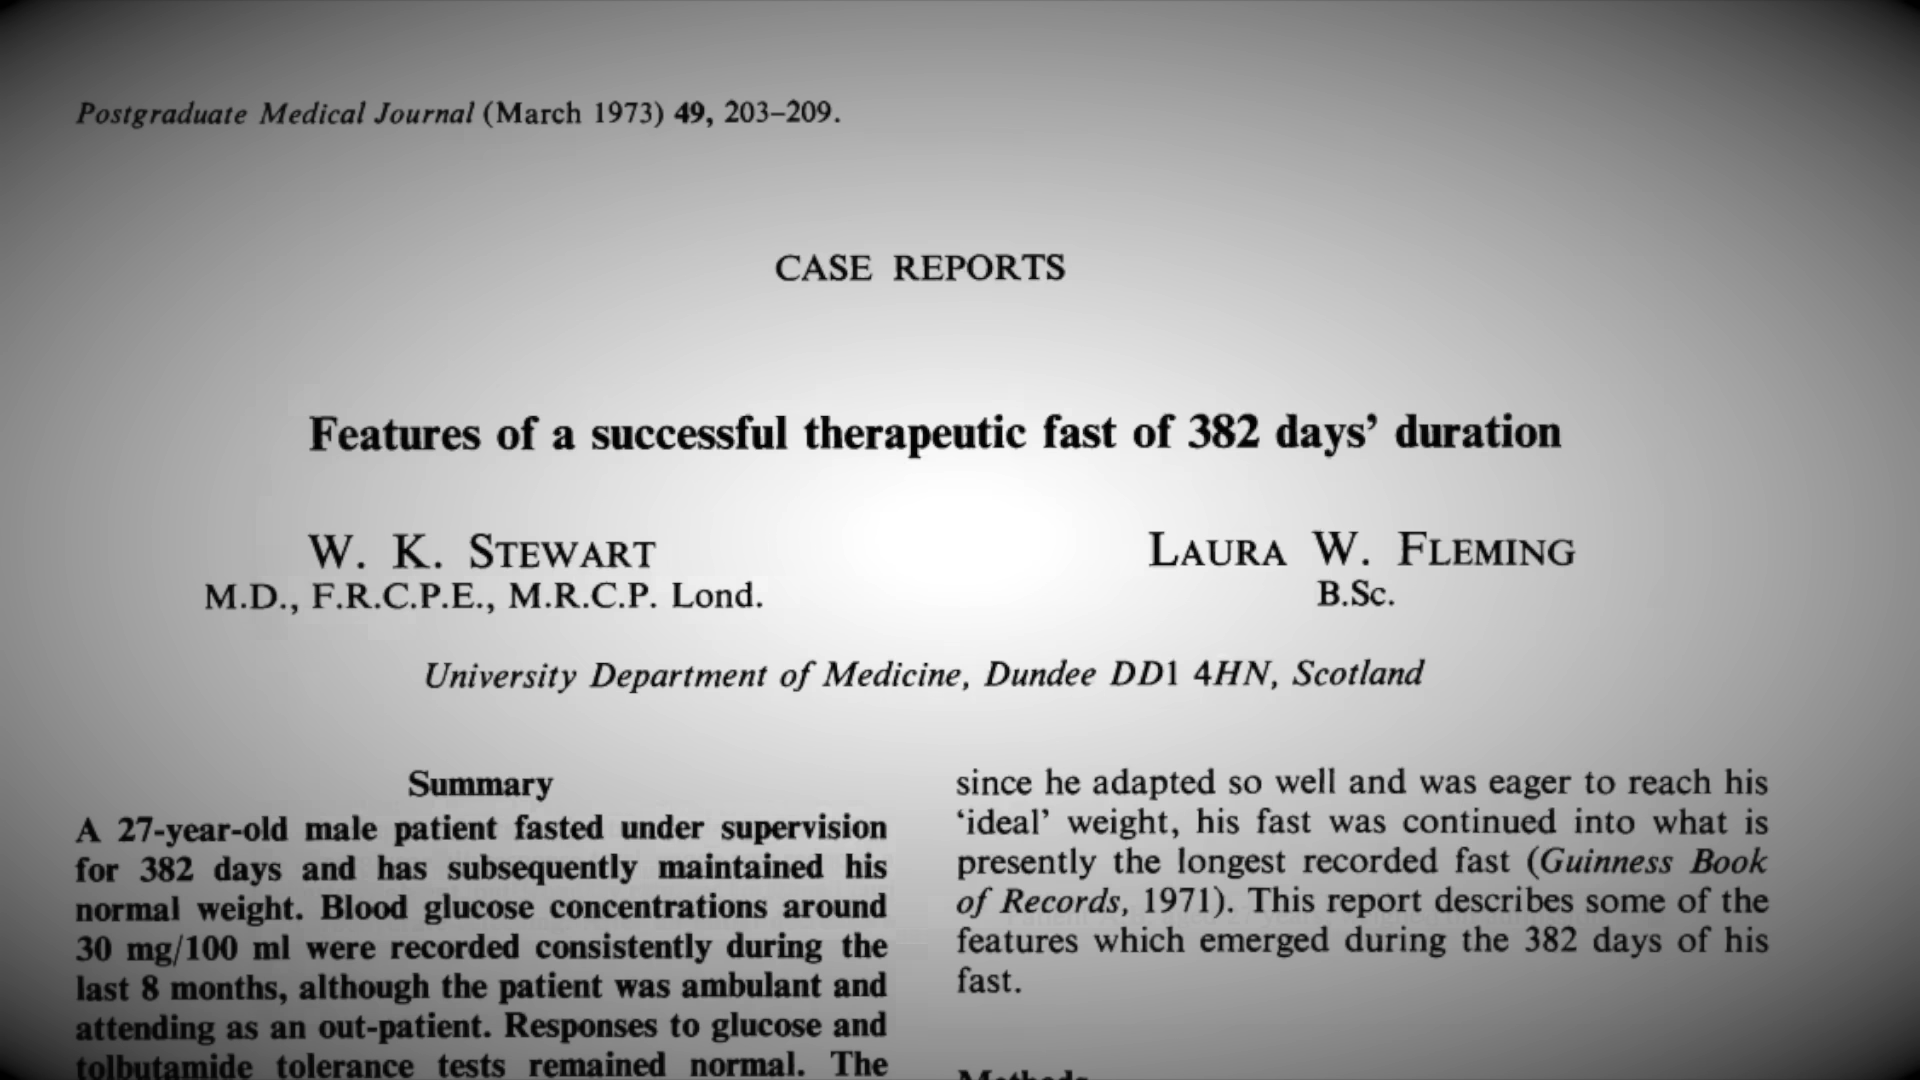 Postgraduate Medical Journal (March 1973) 49, 203–209.
CASE REPORTS
Features of a successful therapeutic fast of 382 days’ duration
W. K. STEWART
M.D., F.R.C.P.E., M.R.C.P. Lond.
LAURA W. FLEMING
B.Sc.
University Department of Medicine, Dundee DD1 4HN, Scotland
Summary
A 27-year-old male patient fasted under supervision
for 382 days and has subsequently maintained his
normal weight. Blood glucose concentrations around
30 mg/100 ml were recorded consistently during the
last 8 months, although the patient was ambulant and
attending as an out-patient. Responses to glucose and
tolbutamide tolerance tests remained normal. The
since he adapted so well and was eager to reach his
‘ideal’ weight, his fast was continued into what is
presently the longest recorded fast (Guinness Book
of Records, 1971). This report describes some of the
features which emerged during the 382 days of his
fast.
Methods